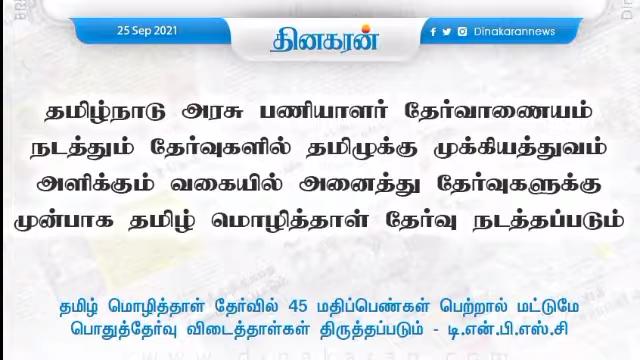 25 Sep 2021
தினகரன்
Dinakarannews
தமிழ்நாடு அரசு பணியாளர் தேர்வாணையம்
நடத்தும் தேர்வுகளில் தமிழுக்கு முக்கியத்துவம்
அளிக்கும் வகையில் அனைத்து தேர்வுகளுக்கு
முன்பாக தமிழ் மொழித்தாள் தேர்வு நடத்தப்படும்
தமிழ் மொழித்தாள் தேர்வில் 45 மதிப்பெண்கள் பெற்றால் மட்டுமே
பொதுத்தேர்வு விடைத்தாள்கள் திருத்தப்படும் - டி.என்.பி.எஸ்.சி